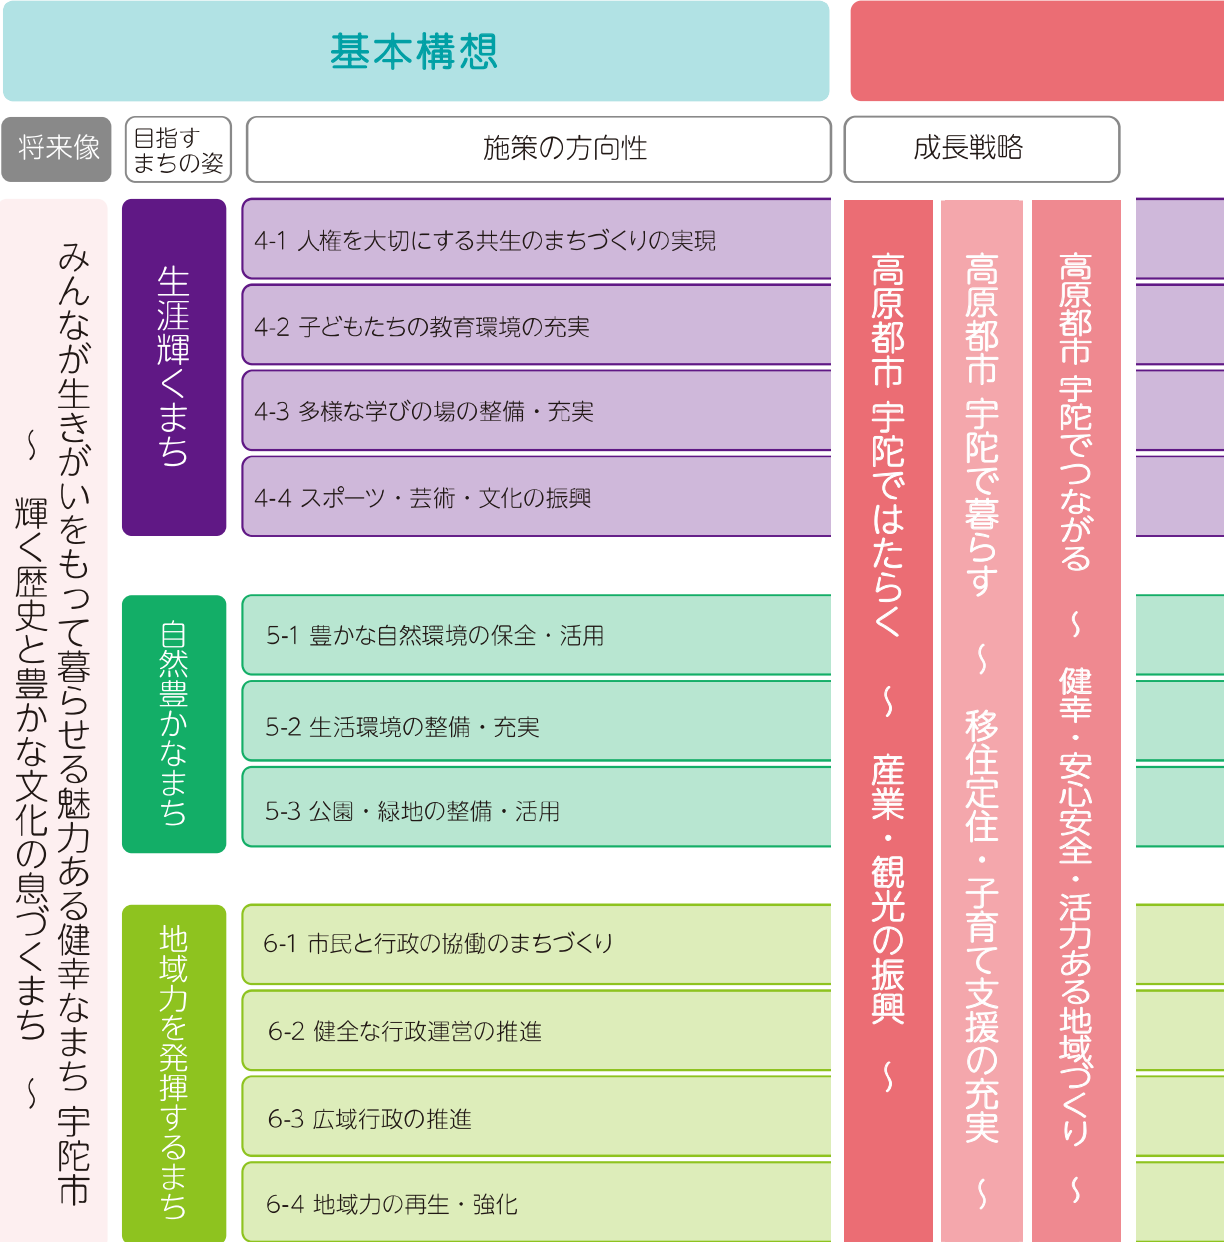 基本構想
将来像
目指す
まちの姿
施策の方向性
成長戦略
みんなが生きがいをもって暮らせる魅力ある健幸なまち 宇陀市
～ 輝く歴史と豊かな文化の息づくまち ～
生涯輝くまち
4-1 人権を大切にする共生のまちづくりの実現
4-2 子どもたちの教育環境の充実
4-3 多様な学びの場の整備・充実
4-4 スポーツ・芸術・文化の振興
自然豊かなまち
5-1 豊かな自然環境の保全・活用
5-2 生活環境の整備・充実
5-3 公園・緑地の整備・活用
地域力を発揮するまち
6-1 市民と行政の協働のまちづくり
6-2 健全な行政運営の推進
6-3 広域行政の推進
6-4 地域力の再生・強化
高原都市 宇陀ではたらく ～ 産業・観光の振興 ～
高原都市 宇陀で暮らす ～ 移住定住・子育て支援の充実 ～
高原都市 宇陀でつながる ～ 健幸・安心安全・活力ある地域づくり ～